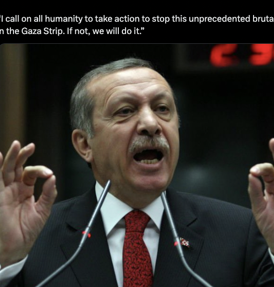 "I call on all humanity to take action to stop this unprecedented
n the Gaza Strip. If not, we will do it."